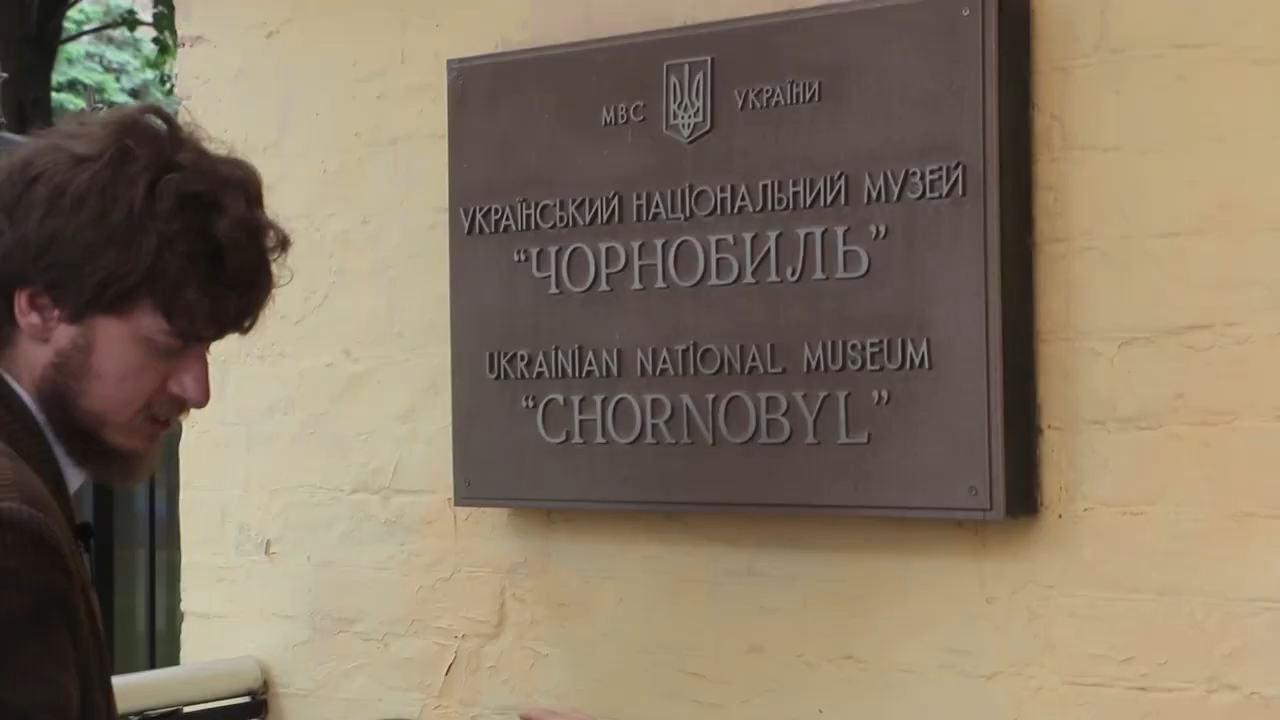 МВС УКРАЇНИ
УКРАЇНСЬКИЙ НАЦІОНАЛЬНИЙ МУЗЕЙ
“ЧОРНОБИЛЬ”
UKRAINIAN NATIONAL MUSEUM
“CHORNOBYL”